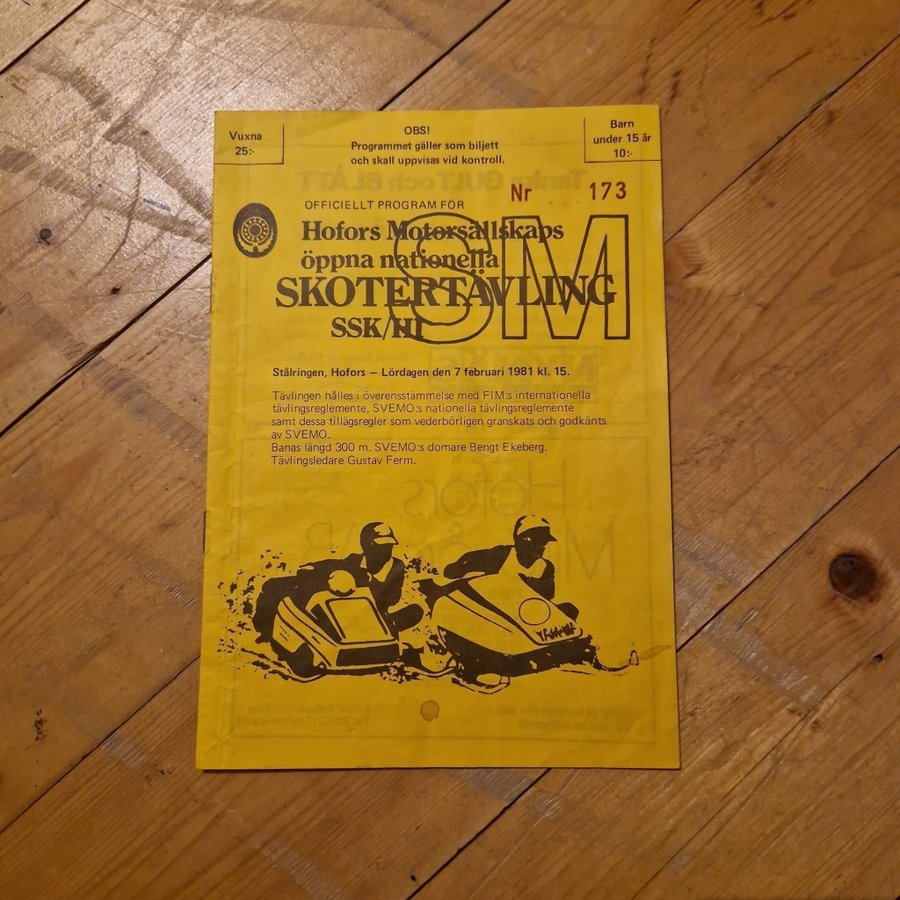 Vuxna
25:-
OBS!
Programmet gäller som biljett
och skall uppvisas vid kontroll.
Barn
under 15 år
10:-
Nr 173
OFFICIELLT PROGRAM FÖR
Hofors Motorsällskaps
öppna nationella
SM
SKOTERTÄVLING
SSK/HI
Stålringen, Hofors — Lördagen den 7 februari 1981 kl. 15.
Tävlingen hålles i överensstämmelse med FIM:s internationella
tävlingsreglemente, SVEMO:s nationella tävlingsreglemente
samt dessa tillägsregler som vederbörligen granskats och godkänts
av SVEMO.
Banas längd 300 m. SVEMO:s domare Bengt Ekeberg.
Tävlingsledare Gustav Ferm.